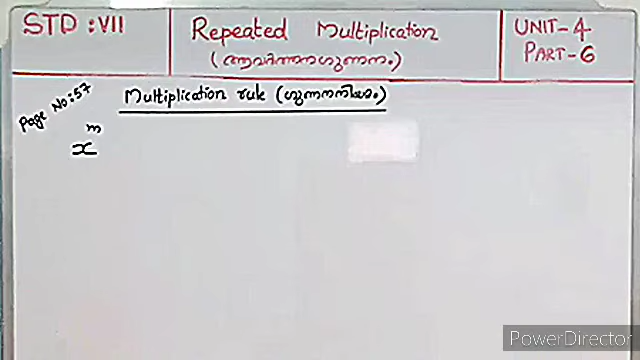 STD : VII
Repeated Multiplication
(ആവർത്തനഗുണനം)
UNIT-4
PART-6
Page No:57
Multiplication rule (ഗുണനനിയമം)
x^m
PowerDirector